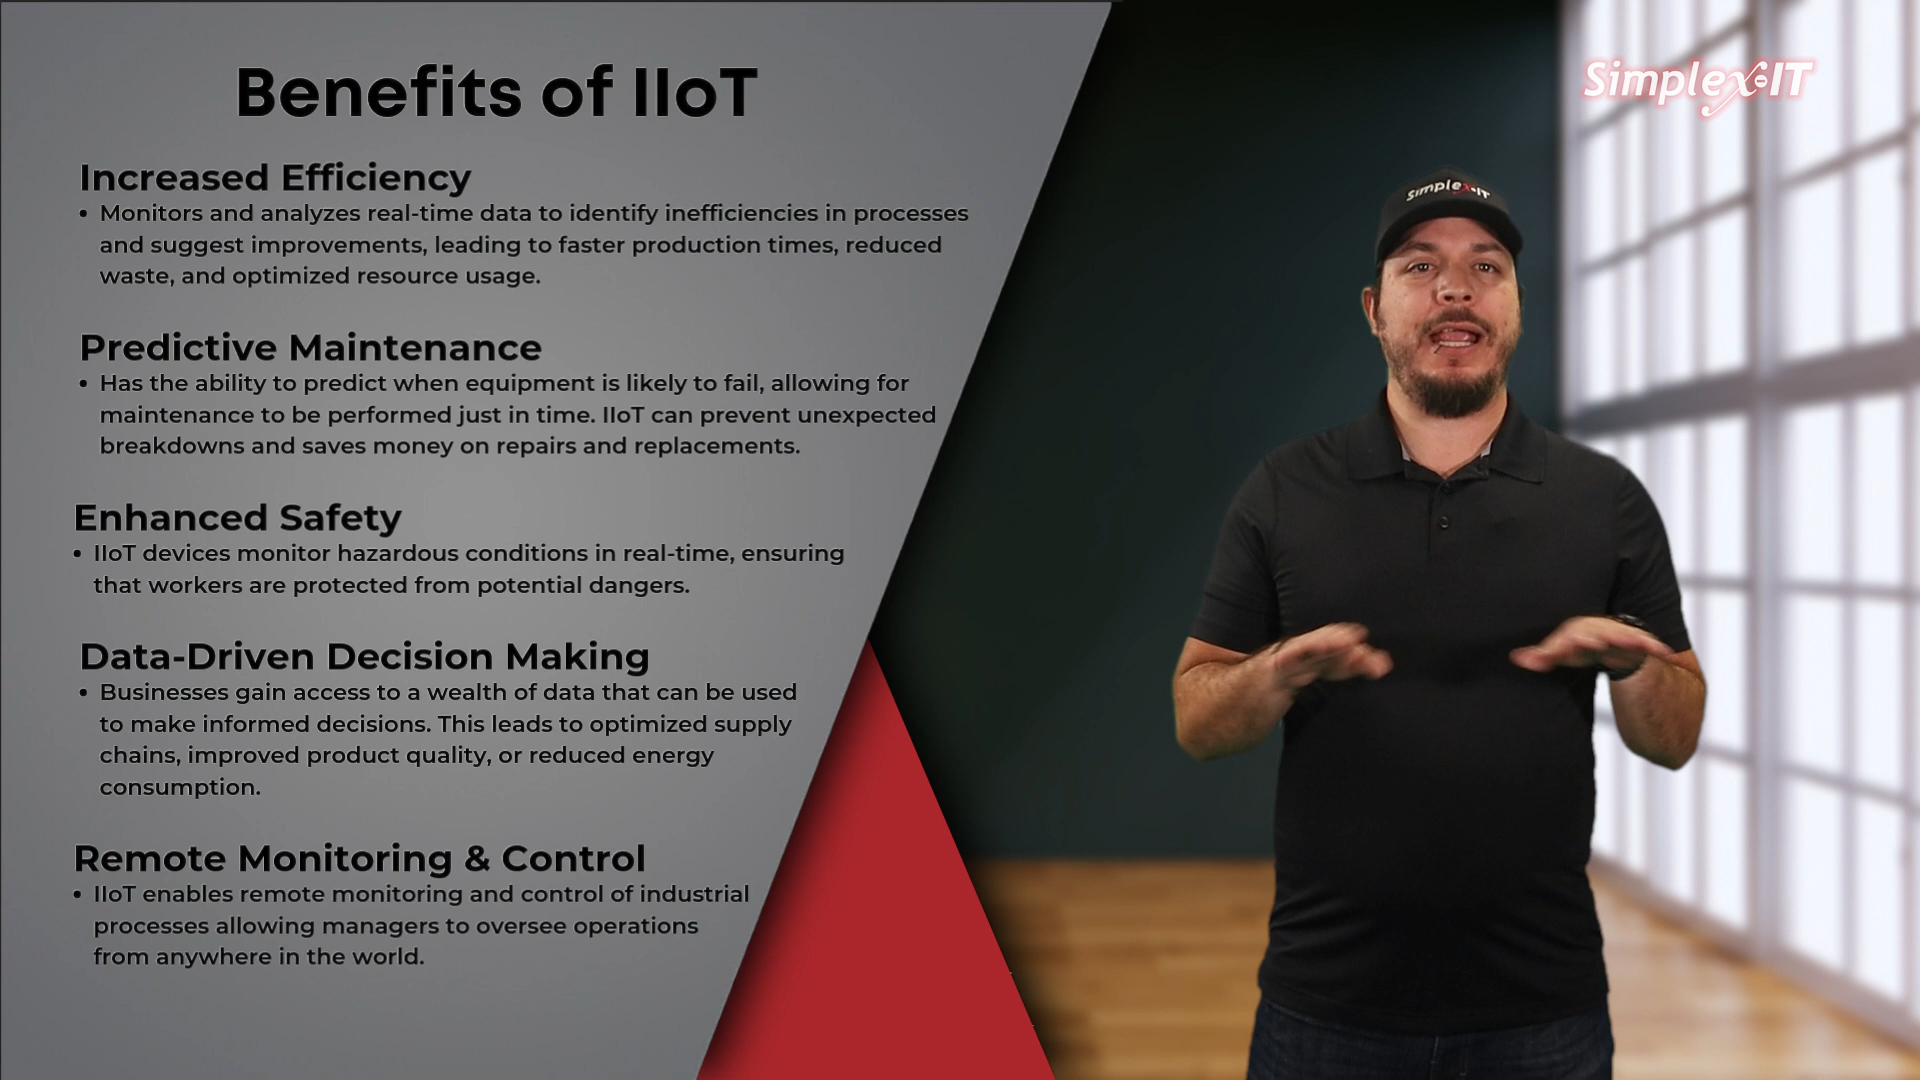 Benefits of IIoT
Increased Efficiency
• Monitors and analyzes real-time data to identify inefficiencies in processes
and suggest improvements, leading to faster production times, reduced
waste, and optimized resource usage.
Predictive Maintenance
• Has the ability to predict when equipment is likely to fail, allowing for
maintenance to be performed just in time. IIoT can prevent unexpected
breakdowns and saves money on repairs and replacements.
Enhanced Safety
• IIoT devices monitor hazardous conditions in real-time, ensuring
that workers are protected from potential dangers.
Data-Driven Decision Making
• Businesses gain access to a wealth of data that can be used
to make informed decisions. This leads to optimized supply
chains, improved product quality, or reduced energy
consumption.
Remote Monitoring & Control
• IIoT enables remote monitoring and control of industrial
processes allowing managers to oversee operations
from anywhere in the world.
Simplex-IT
Simplex-IT